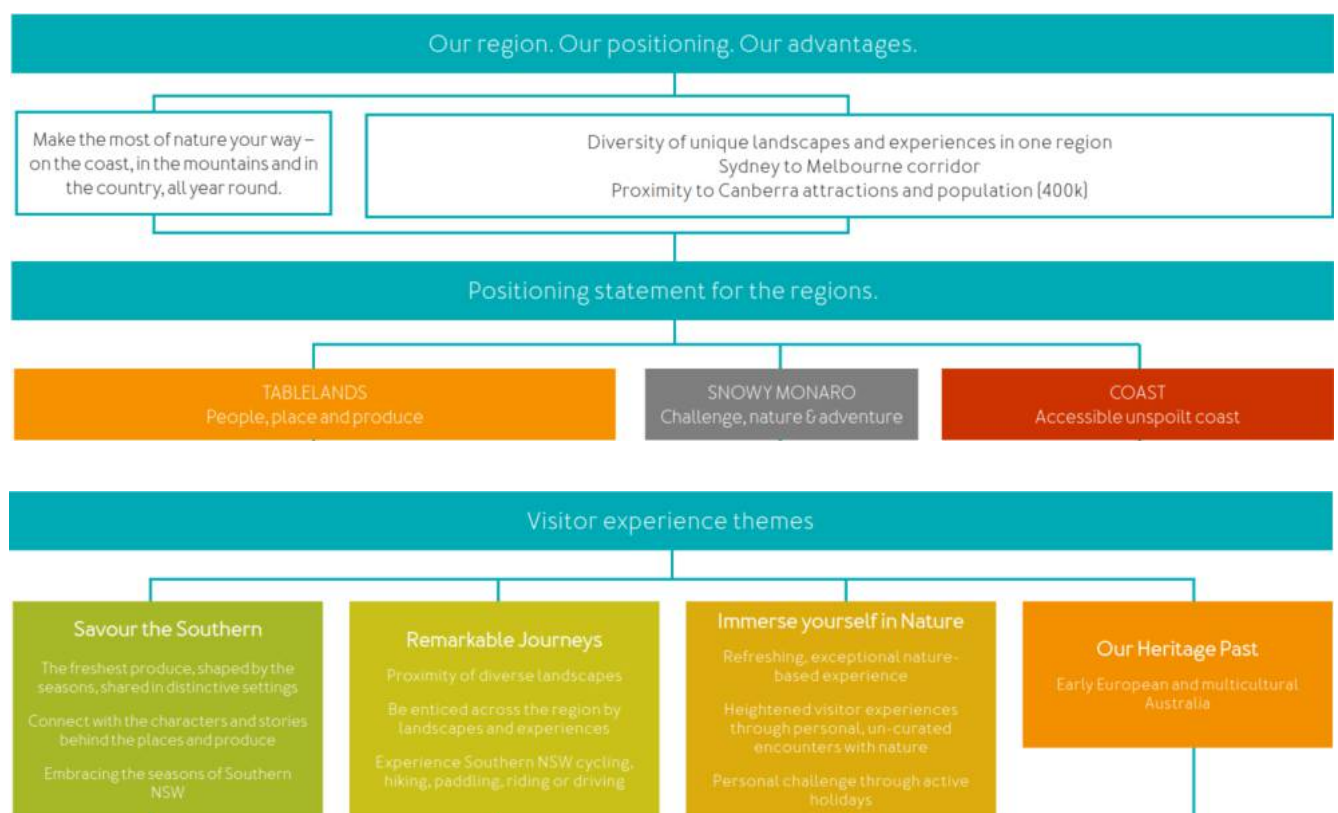 Our region. Our positioning. Our advantages.
Make the most of nature your way –
on the coast, in the mountains and in
the country, all year round.
Diversity of unique landscapes and experiences in one region
Sydney to Melbourne corridor
Proximity to Canberra attractions and population (400k)
Positioning statement for the regions.
TABLELANDS
People, place and produce
SNOWY MONARO
Challenge, nature & adventure
COAST
Accessible unspoilt coast
Visitor experience themes
Savour the Southern
The freshest produce, shaped by the
seasons, shared in distinctive settings
Connect with the characters and stories
behind the places and produce
Embracing the seasons of Southern
NSW
Remarkable Journeys
Proximity of diverse landscapes
Be enticed across the region by
landscapes and experiences
Experience Southern NSW cycling,
hiking, paddling, riding or driving
Immerse yourself in Nature
Refreshing, exceptional nature-
based experience
Heightened visitor experiences
through personal, un-curated
encounters with nature
Personal challenge through active
holidays
Our Heritage Past
Early European and multicultural
Australia